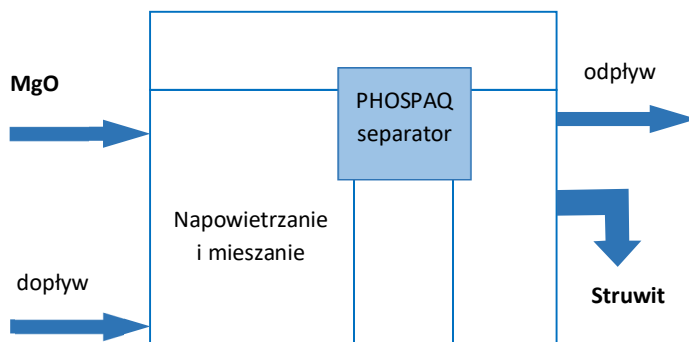 MgO
PHOSPAQ
separator
odpływ
Napowietrzanie
i mieszanie
dopływ
Struwit